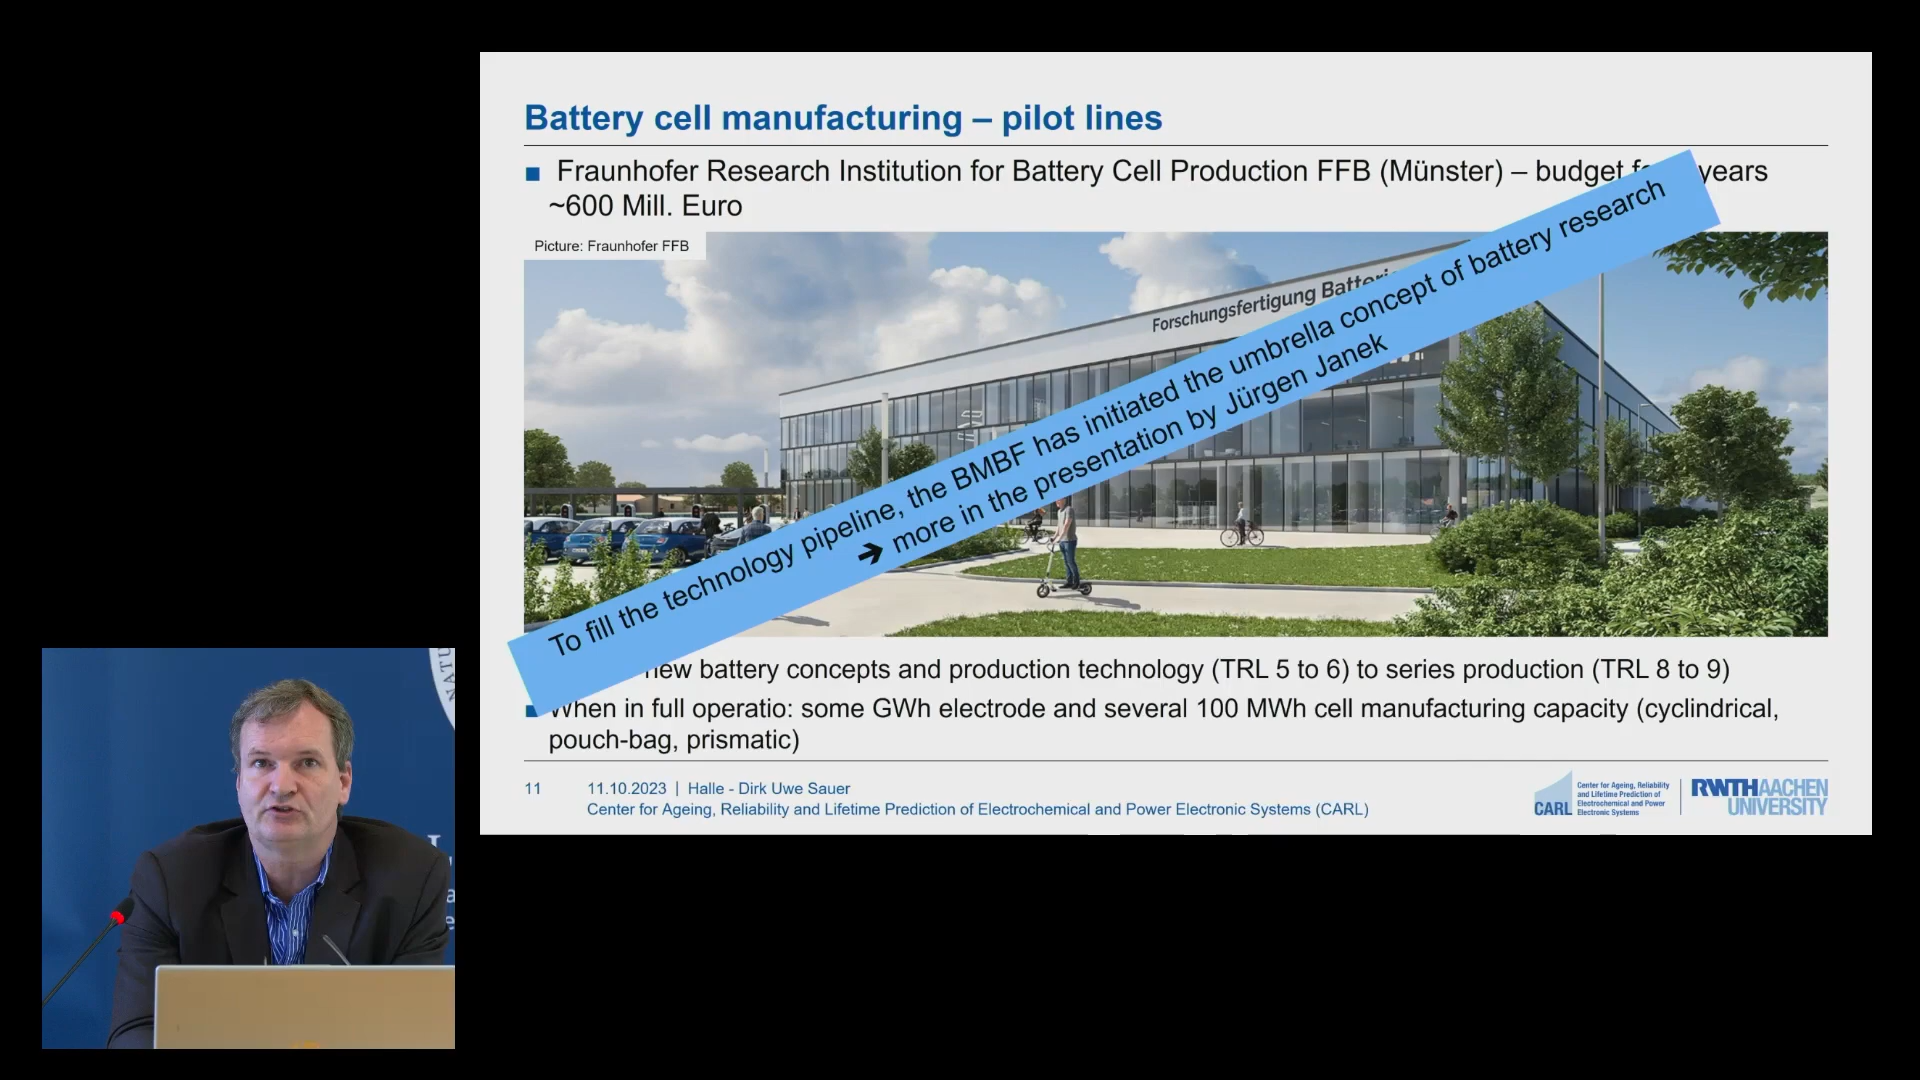 Battery cell manufacturing – pilot lines
Fraunhofer Research Institution for Battery Cell Production FFB (Münster) – budget years
~600 Mill. Euro
Picture: Fraunhofer FFB
Forschungsfertigung
To fill the technology pipeline, the BMBF has initiated the umbrella concept of battery research
➔ more in the presentation by Jürgen Janek
new battery concepts and production technology (TRL 5 to 6) to series production (TRL 8 to 9)
When in full operatio: some GWh electrode and several 100 MWh cell manufacturing capacity (cyclindrical,
pouch-bag, prismatic)
11
11.10.2023 | Halle - Dirk Uwe Sauer
Center for Ageing, Reliability and Lifetime Prediction of Electrochemical and Power Electronic Systems (CARL)
CARL
Center for Ageing, Reliability
and Lifetime Prediction of
Electrochemical and Power
Electronic Systems
RWTH AACHEN
UNIVERSITY